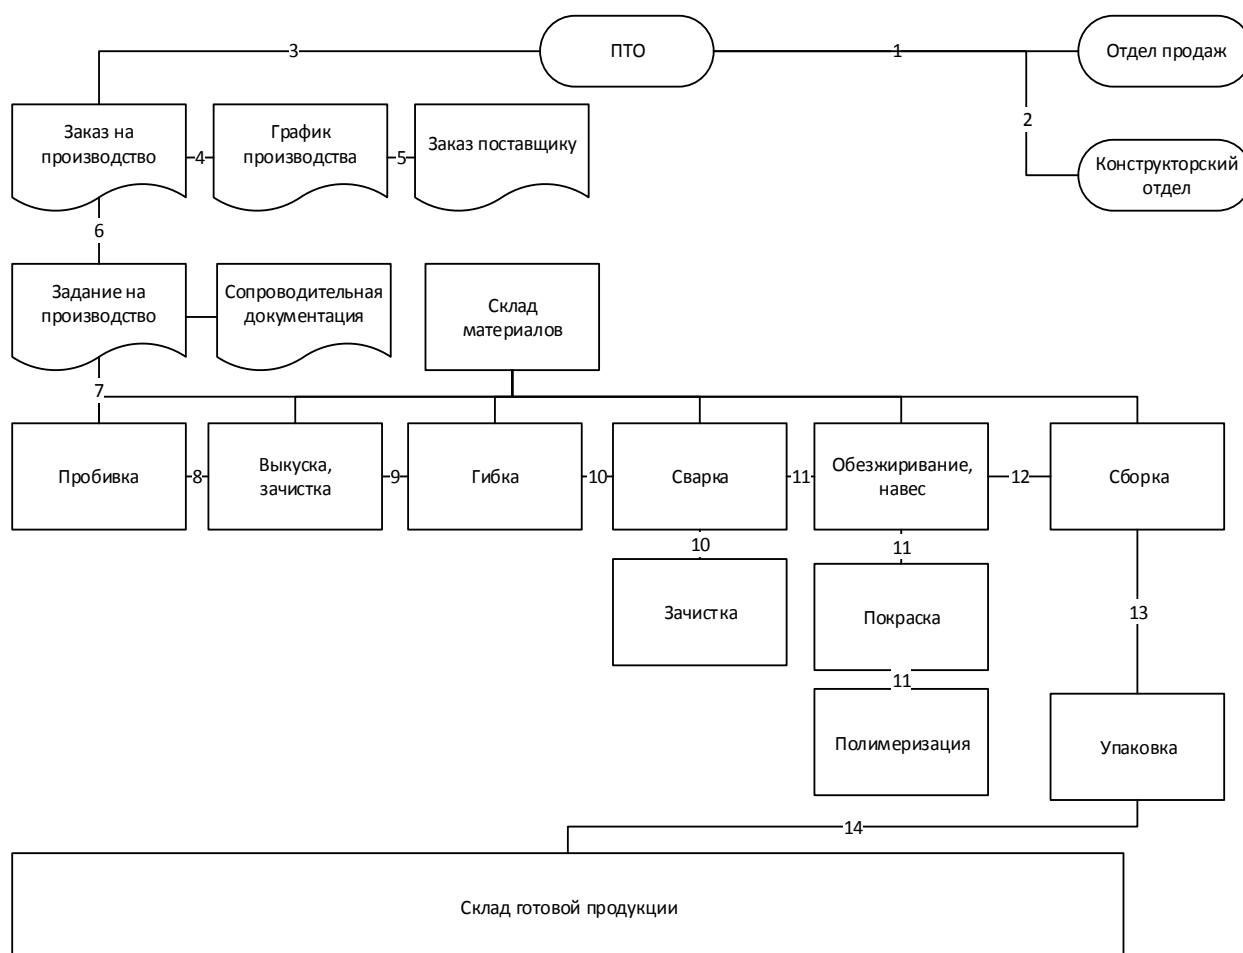 3
ПТО
1
Отдел продаж
2
Заказ на
производство
4
График
производства
5
Заказ поставщику
Конструкторский
отдел
6
Задание на
производство
Сопроводительная
документация
Склад
материалов
7
Пробивка
8
Выкуска,
зачистка
9
Гибка
10
Сварка
11
Обезжиривание,
навес
12
Сборка
10
11
Зачистка
Покраска
13
11
Полимеризация
Упаковка
14
Склад готовой продукции